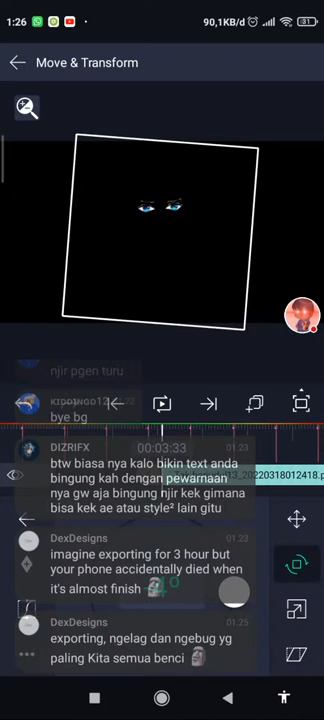 1:26
90,1KB/d
31
Move & Transform
njir pgen turu
bye bg
DIZRIFX
00:03:33
01:23
btw biasa nya kalo bikin text anda
bingung kah dengan pewarnaan
nya gw aja bingung njir kek gimana
bisa kek ae atau style² lain gitu
13_20220318012418.p
DexDesigns
01:23
imagine exporting for 3 hour but
your phone accidentally died when
it's almost finish
4°
DexDesigns
01:25
exporting, ngelag dan ngebug yg
paling Kita semua benci